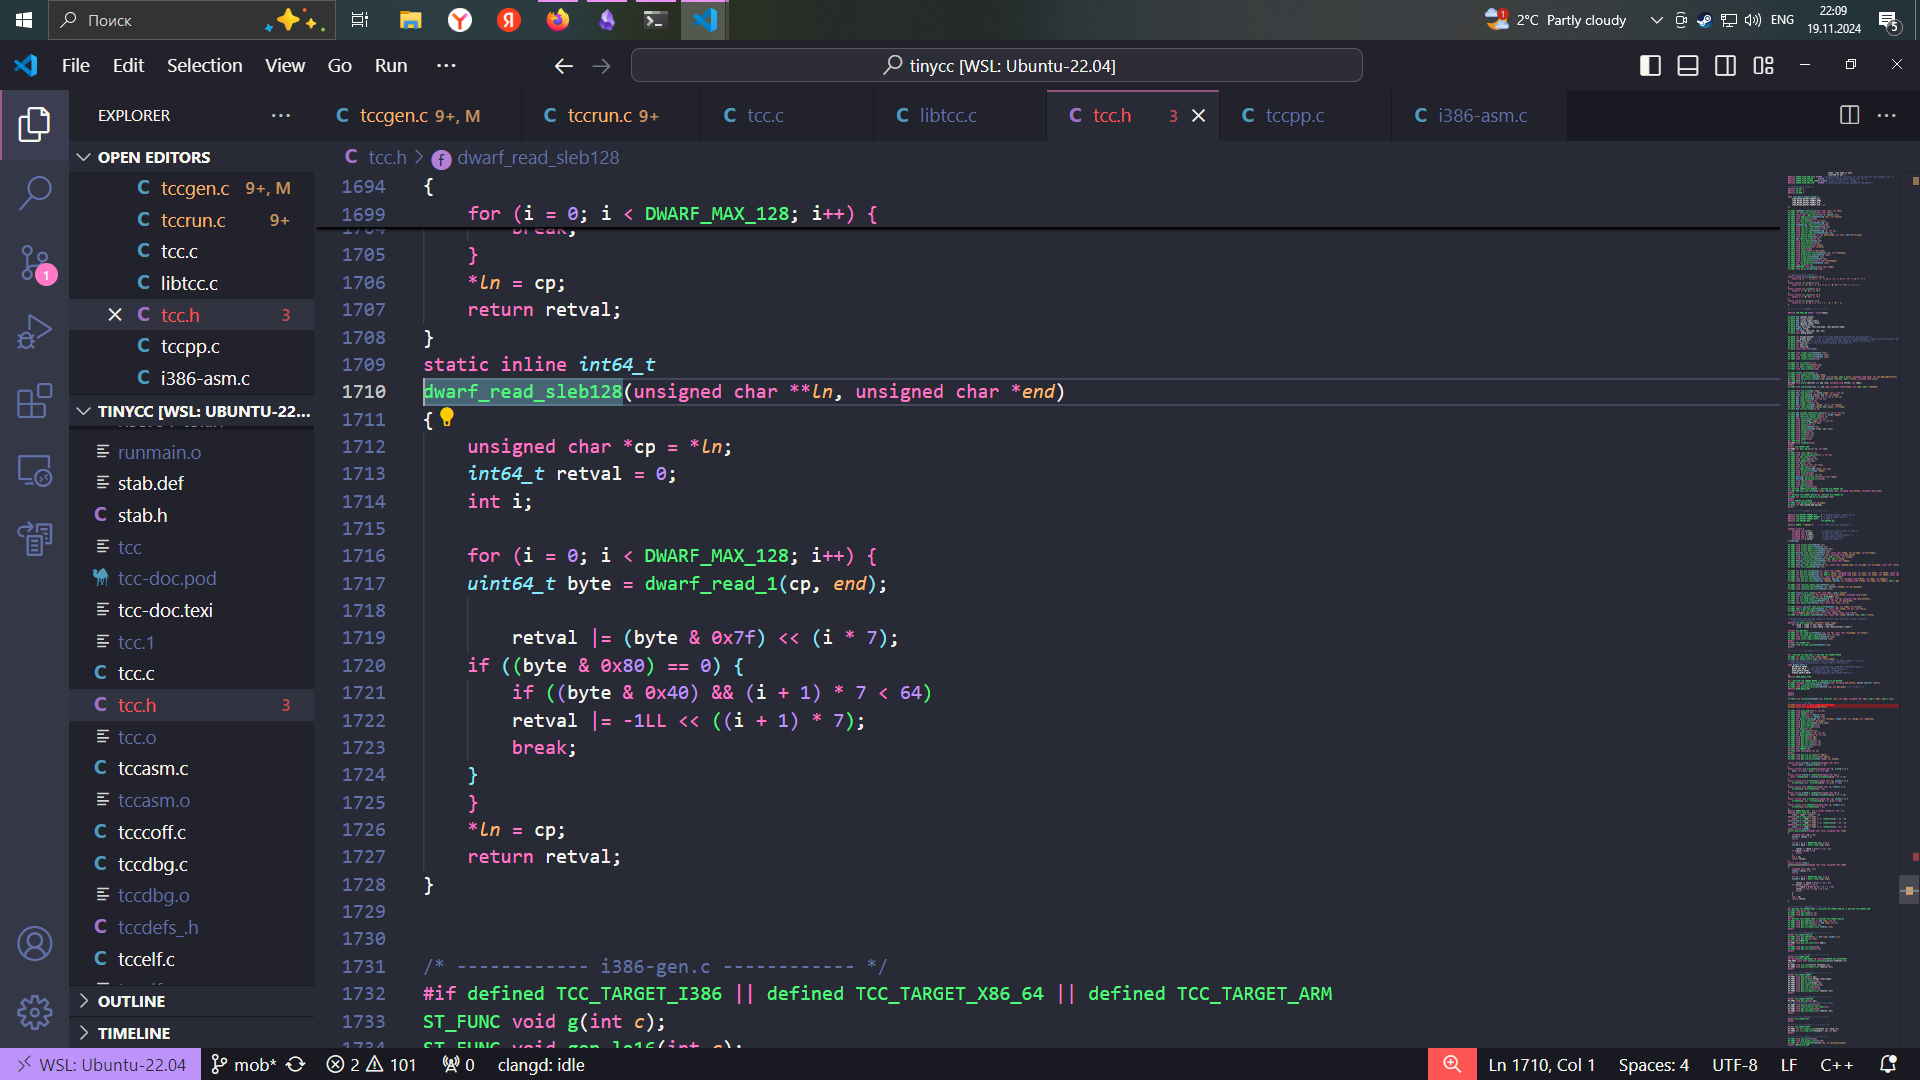 Поиск
1
2°C Partly cloudy
ENG
22:09
19.11.2024
5
File Edit Selection View Go Run ···
tinycc [WSL: Ubuntu-22.04]
EXPLORER
C tccgen.c 9+, M
C tccrun.c 9+
C tcc.c
C libtcc.c
C tcc.h 3
C tccpp.c
C i386-asm.c
OPEN EDITORS
C tccgen.c 9+, M
C tccrun.c 9+
C tcc.c
C libtcc.c
C tcc.h 3
C tccpp.c
C i386-asm.c
1
TINYCC [WSL: UBUNTU-22...
runmain.o
stab.def
C stab.h
tcc
tcc-doc.pod
tcc-doc.texi
tcc.1
C tcc.c
C tcc.h 3
tcc.o
C tccasm.c
tccasm.o
C tcccoff.c
C tccdbg.c
tccdbg.o
C tccdefs_.h
C tccelf.c
OUTLINE
TIMELINE
C tcc.h > f dwarf_read_sleb128
1694 {
1699 for (i = 0; i < DWARF_MAX_128; i++) {
1704 break;
1705 }
1706 *ln = cp;
1707 return retval;
1708 }
1709 static inline int64_t
1710 dwarf_read_sleb128(unsigned char **ln, unsigned char *end)
1711 {
1712 unsigned char *cp = *ln;
1713 int64_t retval = 0;
1714 int i;
1715
1716 for (i = 0; i < DWARF_MAX_128; i++) {
1717 uint64_t byte = dwarf_read_1(cp, end);
1718
1719 retval |= (byte & 0x7f) << (i * 7);
1720 if ((byte & 0x80) == 0) {
1721 if ((byte & 0x40) && (i + 1) * 7 < 64)
1722 retval |= -1LL << ((i + 1) * 7);
1723 break;
1724 }
1725 }
1726 *ln = cp;
1727 return retval;
1728 }
1729
1730
1731 /* ------------ i386-gen.c ------------ */
1732 #if defined TCC_TARGET_I386 || defined TCC_TARGET_X86_64 || defined TCC_TARGET_ARM
1733 ST_FUNC void g(int c);
1734 ST_FUNC void gen_le16(int c);
WSL: Ubuntu-22.04 mob* 2 101 0 clangd: idle
Ln 1710, Col 1 Spaces: 4 UTF-8 LF C++